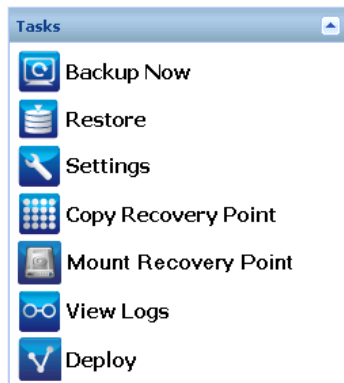 Tasks
Backup Now
Restore
Settings
Copy Recovery Point
Mount Recovery Point
View Logs
Deploy